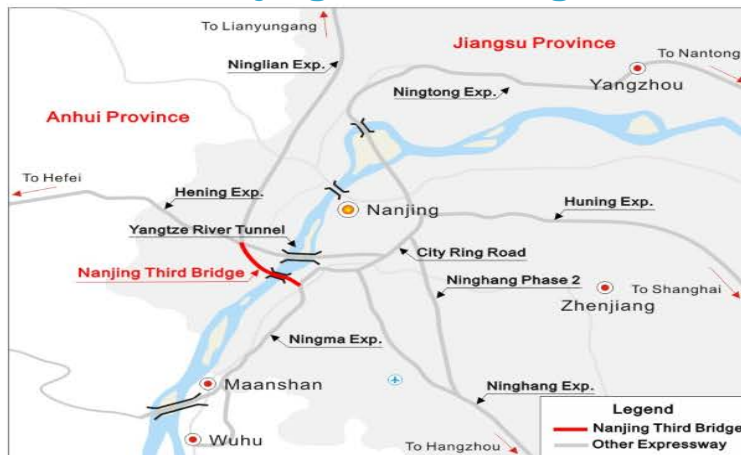 To Lianyungang
Jiangsu Province
To Nantong
Ninglian Exp.
Yangzhou
Ningtong Exp.
Anhui Province
To Hefei
Hening Exp.
Nanjing
Huning Exp.
Yangtze River Tunnel
City Ring Road
Nanjing Third Bridge
Ninghang Phase 2
To Shanghai
Zhenjiang
Ningma Exp.
Maanshan
Ninghang Exp.
Wuhu
To Hangzhou
Legend
Nanjing Third Bridge
Other Expressway